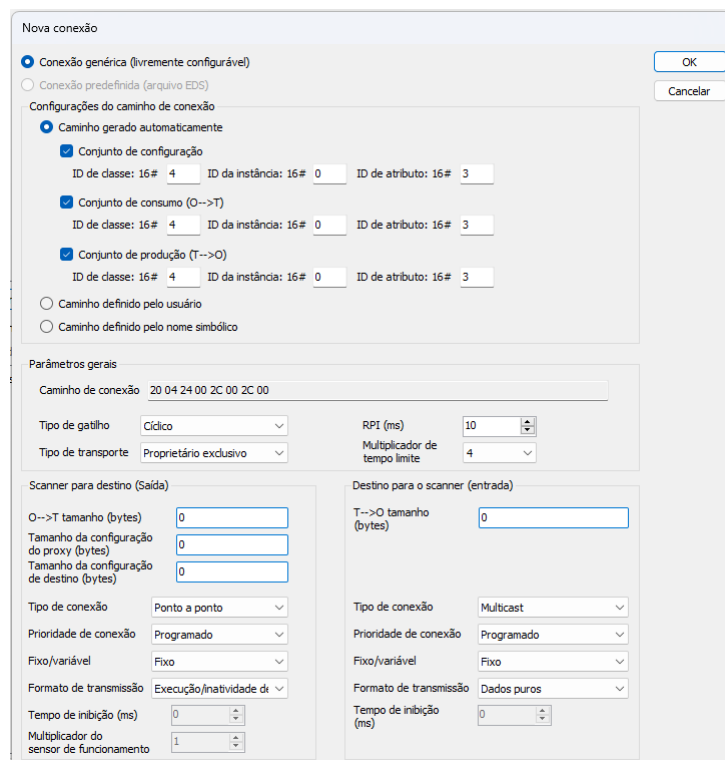 Nova conexão
Conexão genérica (livremente configurável)
OK
Conexão predefinida (arquivo EDS)
Cancelar
Configurações do caminho de conexão
Caminho gerado automaticamente
Conjunto de configuração
ID de classe: 16# 4 ID da instância: 16# 0 ID de atributo: 16# 3
Conjunto de consumo (O-->T)
ID de classe: 16# 4 ID da instância: 16# 0 ID de atributo: 16# 3
Conjunto de produção (T-->O)
ID de classe: 16# 4 ID da instância: 16# 0 ID de atributo: 16# 3
Caminho definido pelo usuário
Caminho definido pelo nome simbólico
Parâmetros gerais
Caminho de conexão 20 04 24 00 2C 00 2C 00
Tipo de gatilho Cíclico RPI (ms) 10
Tipo de transporte Proprietário exclusivo Multiplicador de
tempo limite 4
Scanner para destino (Saída)
O-->T tamanho (bytes) 0
Tamanho da configuração
do proxy (bytes) 0
Tamanho da configuração
de destino (bytes) 0
Tipo de conexão Ponto a ponto
Prioridade de conexão Programado
Fixo/variável Fixo
Formato de transmissão Execução/inatividade de
Tempo de inibição (ms) 0
Multiplicador do
sensor de funcionamento 1
Destino para o scanner (entrada)
T-->O tamanho
(bytes) 0
Tipo de conexão Multicast
Prioridade de conexão Programado
Fixo/variável Fixo
Formato de transmissão Dados puros
Tempo de inibição
(ms) 0